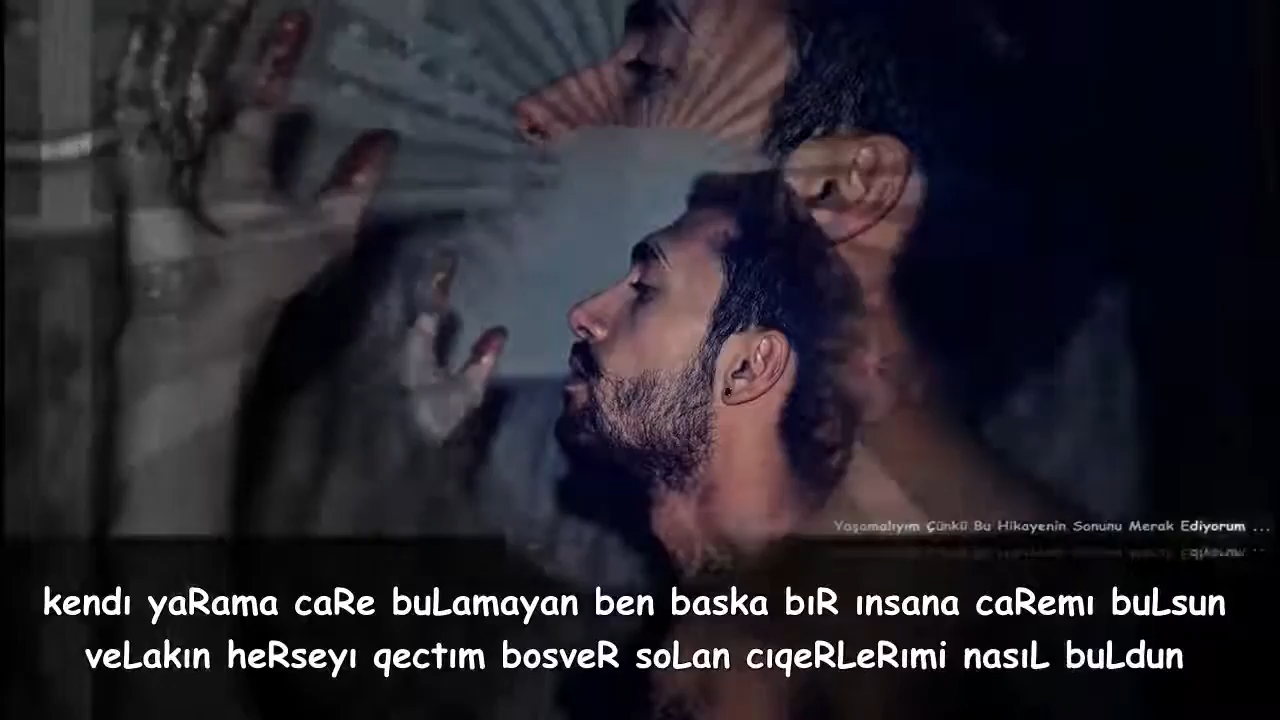 Yaşamalıyım Çünkü Bu Hikayenin Sonunu Merak Ediyorum ...
kendı yaRama caRe buLamayan ben baska bıR ınsana caRemı buLsun
veLakın heRseyı qectım bosveR soLan cıqeRLeRımi nasıL buLdun